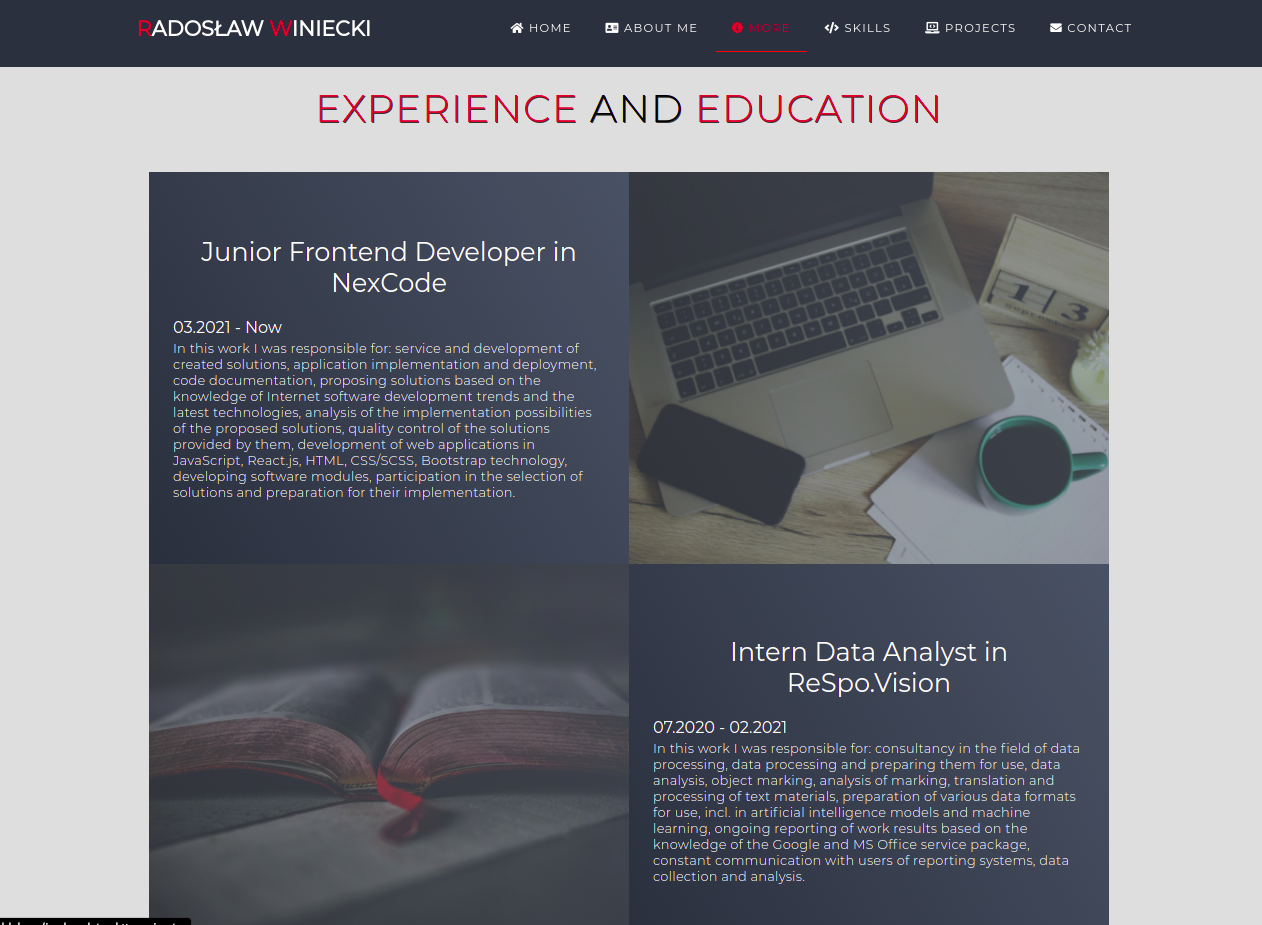 RADOSŁAW WINIECKI
HOME
ABOUT ME
MORE
SKILLS
PROJECTS
CONTACT
EXPERIENCE AND EDUCATION
Junior Frontend Developer in
NexCode
03.2021 - Now
In this work I was responsible for: service and development of
created solutions, application implementation and deployment,
code documentation, proposing solutions based on the
knowledge of Internet software development trends and the
latest technologies, analysis of the implementation possibilities
of the proposed solutions, quality control of the solutions
provided by them, development of web applications in
JavaScript, React.js, HTML, CSS/SCSS, Bootstrap technology,
developing software modules, participation in the selection of
solutions and preparation for their implementation.
13
september
Intern Data Analyst in
ReSpo.Vision
07.2020 - 02.2021
In this work I was responsible for: consultancy in the field of data
processing, data processing and preparing them for use, data
analysis, object marking, analysis of marking, translation and
processing of text materials, preparation of various data formats
for use, incl. in artificial intelligence models and machine
learning, ongoing reporting of work results based on the
knowledge of the Google and MS Office service package,
constant communication with users of reporting systems, data
collection and analysis.